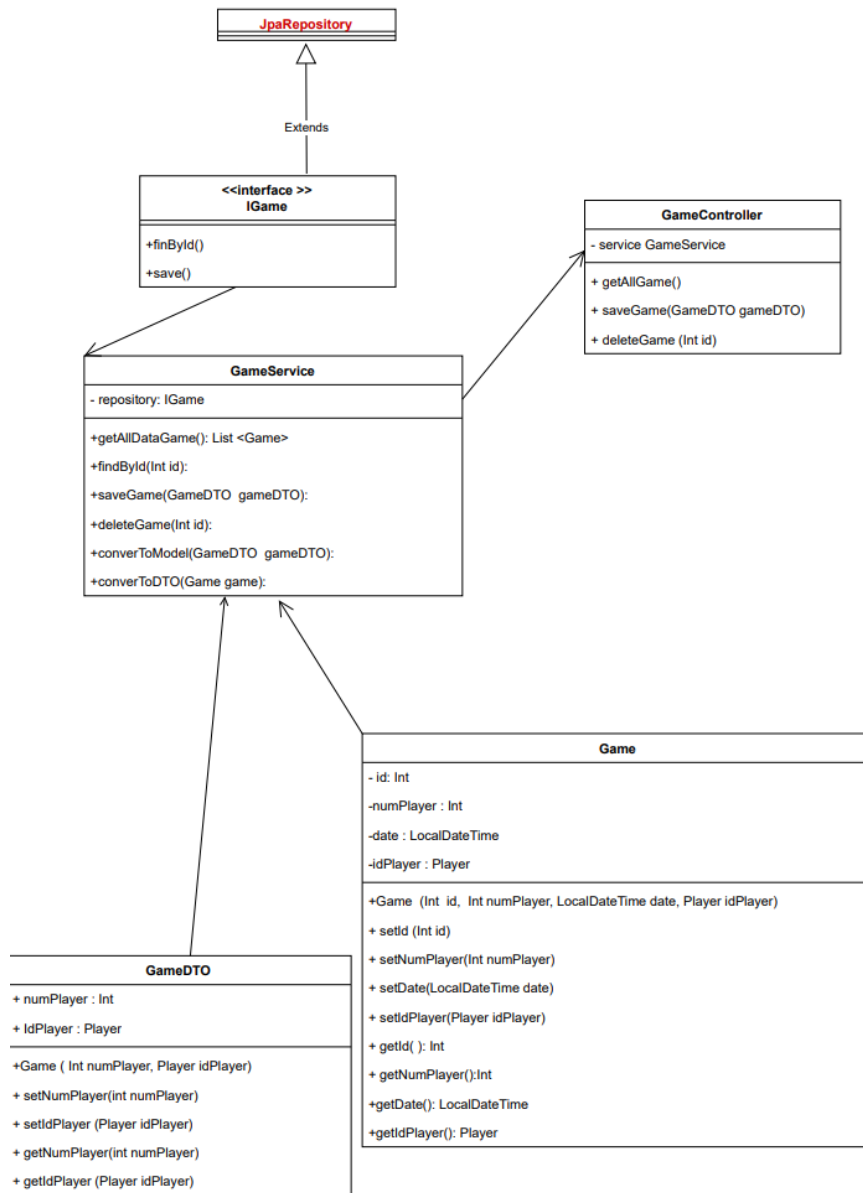 JpaRepository
Extends
<<interface >>
IGame
+finById()
+save()
GameController
- service GameService
+ getAllGame()
+ saveGame(GameDTO gameDTO)
+ deleteGame (Int id)
GameService
- repository: IGame
+getAllDataGame(): List <Game>
+findById(Int id):
+saveGame(GameDTO gameDTO):
+deleteGame(Int id):
+converToModel(GameDTO gameDTO):
+converToDTO(Game game):
Game
- id: Int
-numPlayer : Int
-date : LocalDateTime
-idPlayer : Player
+Game (Int id, Int numPlayer, LocalDateTime date, Player idPlayer)
+ setId (Int id)
+ setNumPlayer(Int numPlayer)
+ setDate(LocalDateTime date)
+ setIdPlayer(Player idPlayer)
+ getId( ): Int
+ getNumPlayer():Int
+getDate(): LocalDateTime
+getIdPlayer(): Player
GameDTO
+ numPlayer : Int
+ IdPlayer : Player
+Game ( Int numPlayer, Player idPlayer)
+ setNumPlayer(int numPlayer)
+ setIdPlayer (Player idPlayer)
+ getNumPlayer(int numPlayer)
+ getIdPlayer (Player idPlayer)